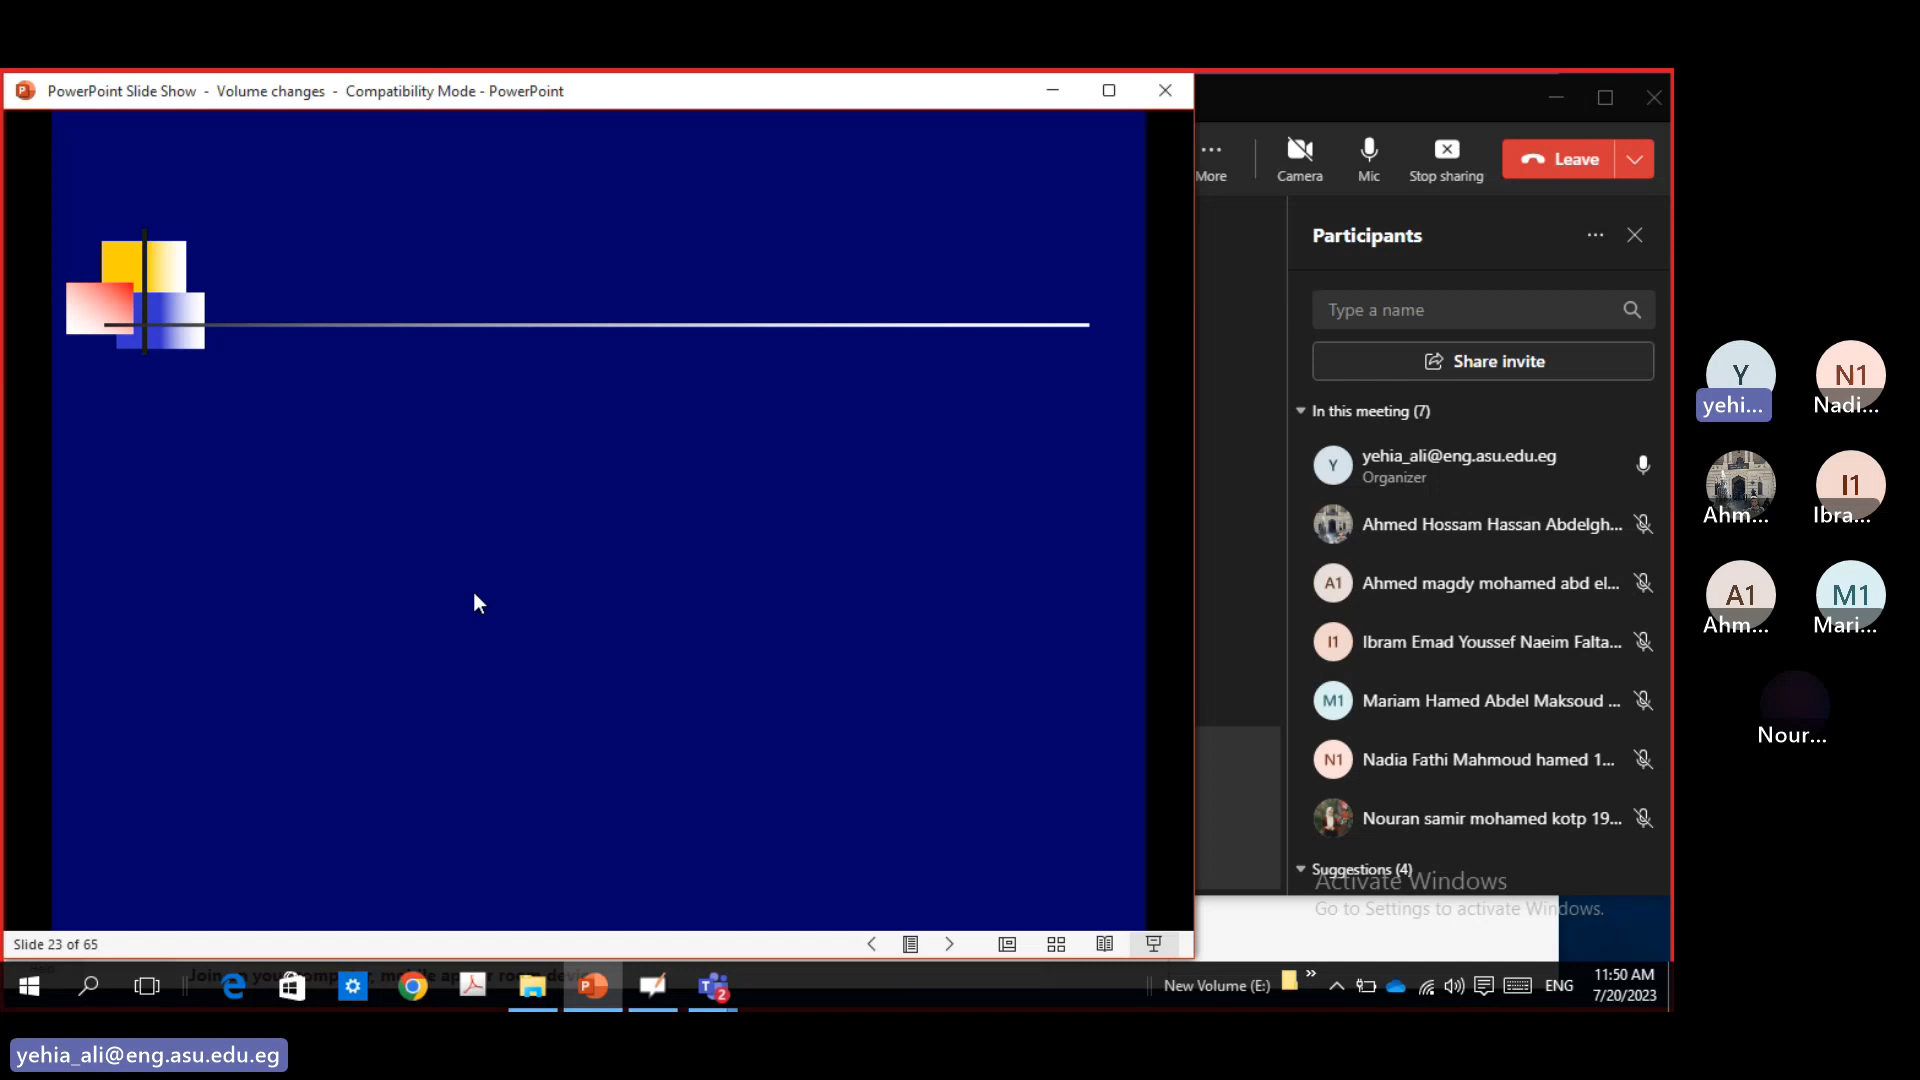 PowerPoint Slide Show - Volume changes - Compatibility Mode - PowerPoint
More
Camera
Mic
Stop sharing
Leave
Participants
Type a name
Share invite
In this meeting (7)
Y
yehia_ali@eng.asu.edu.eg
Organizer
Ahmed Hossam Hassan Abdelgh...
A1
Ahmed magdy mohamed abd el...
I1
Ibram Emad Youssef Naeim Falta...
M1
Mariam Hamed Abdel Maksoud ...
N1
Nadia Fathi Mahmoud hamed 1...
Nouran samir mohamed kotp 19...
Suggestions (4)
Activate Windows
Go to Settings to activate Windows.
Y
yehi...
N1
Nadi...
Ahm...
I1
Ibra...
A1
Ahm...
M1
Mari...
Nour...
Slide 23 of 65
2
New Volume (E:)
ENG
11:50 AM
7/20/2023
yehia_ali@eng.asu.edu.eg